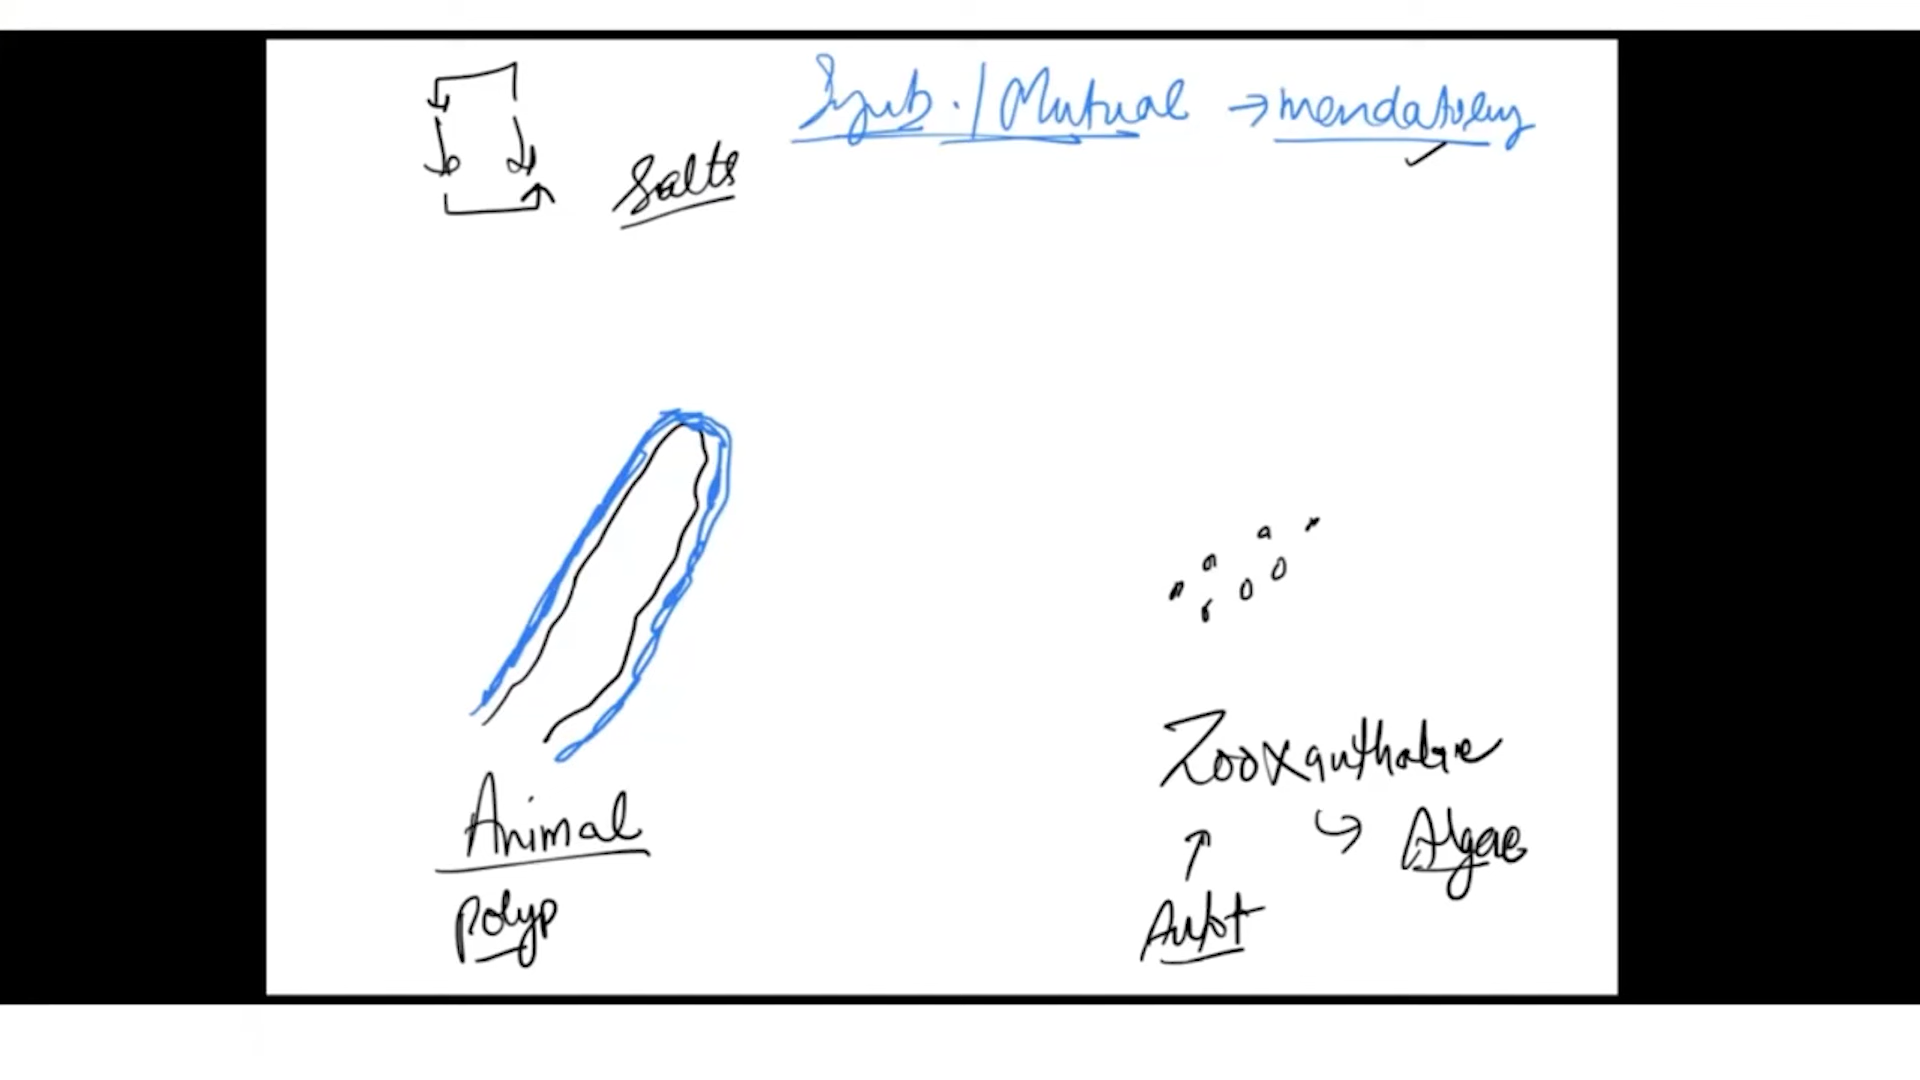 Symb. / Mutual → mendatory
Salts
Zooxanthalae
Animal
↳ Algae
Polyp
Autot